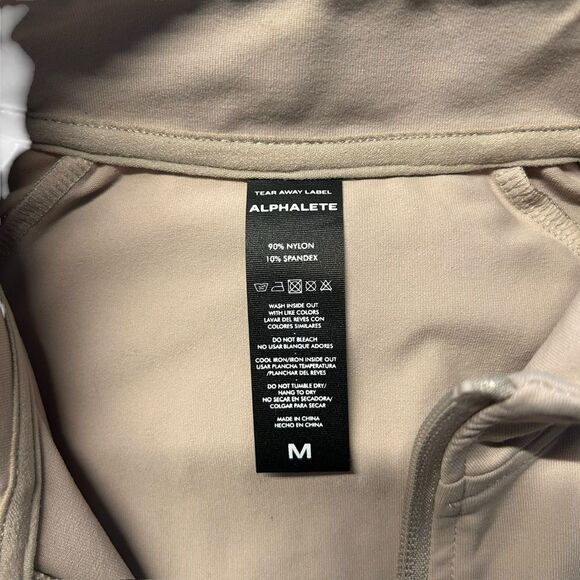 TEAR AWAY LABEL
ALPHALETE
90% NYLON
10% SPANDEX
WASH INSIDE OUT
WITH LIKE COLORS
LAVAR DEL REVES CON
COLORES SIMILARES
DO NOT BLEACH
NO USAR BLANQUE ADORES
COOL IRON/IRON INSIDE OUT
USAR PLANCHA TEMPERATURA
/PLANCHAR DEL REVES
DO NOT TUMBLE DRY/
HANG TO DRY
NO SECAR EN SECADORA/
COLGAR PARA SECAR
MADE IN CHINA
HECHO EN CHINA
M